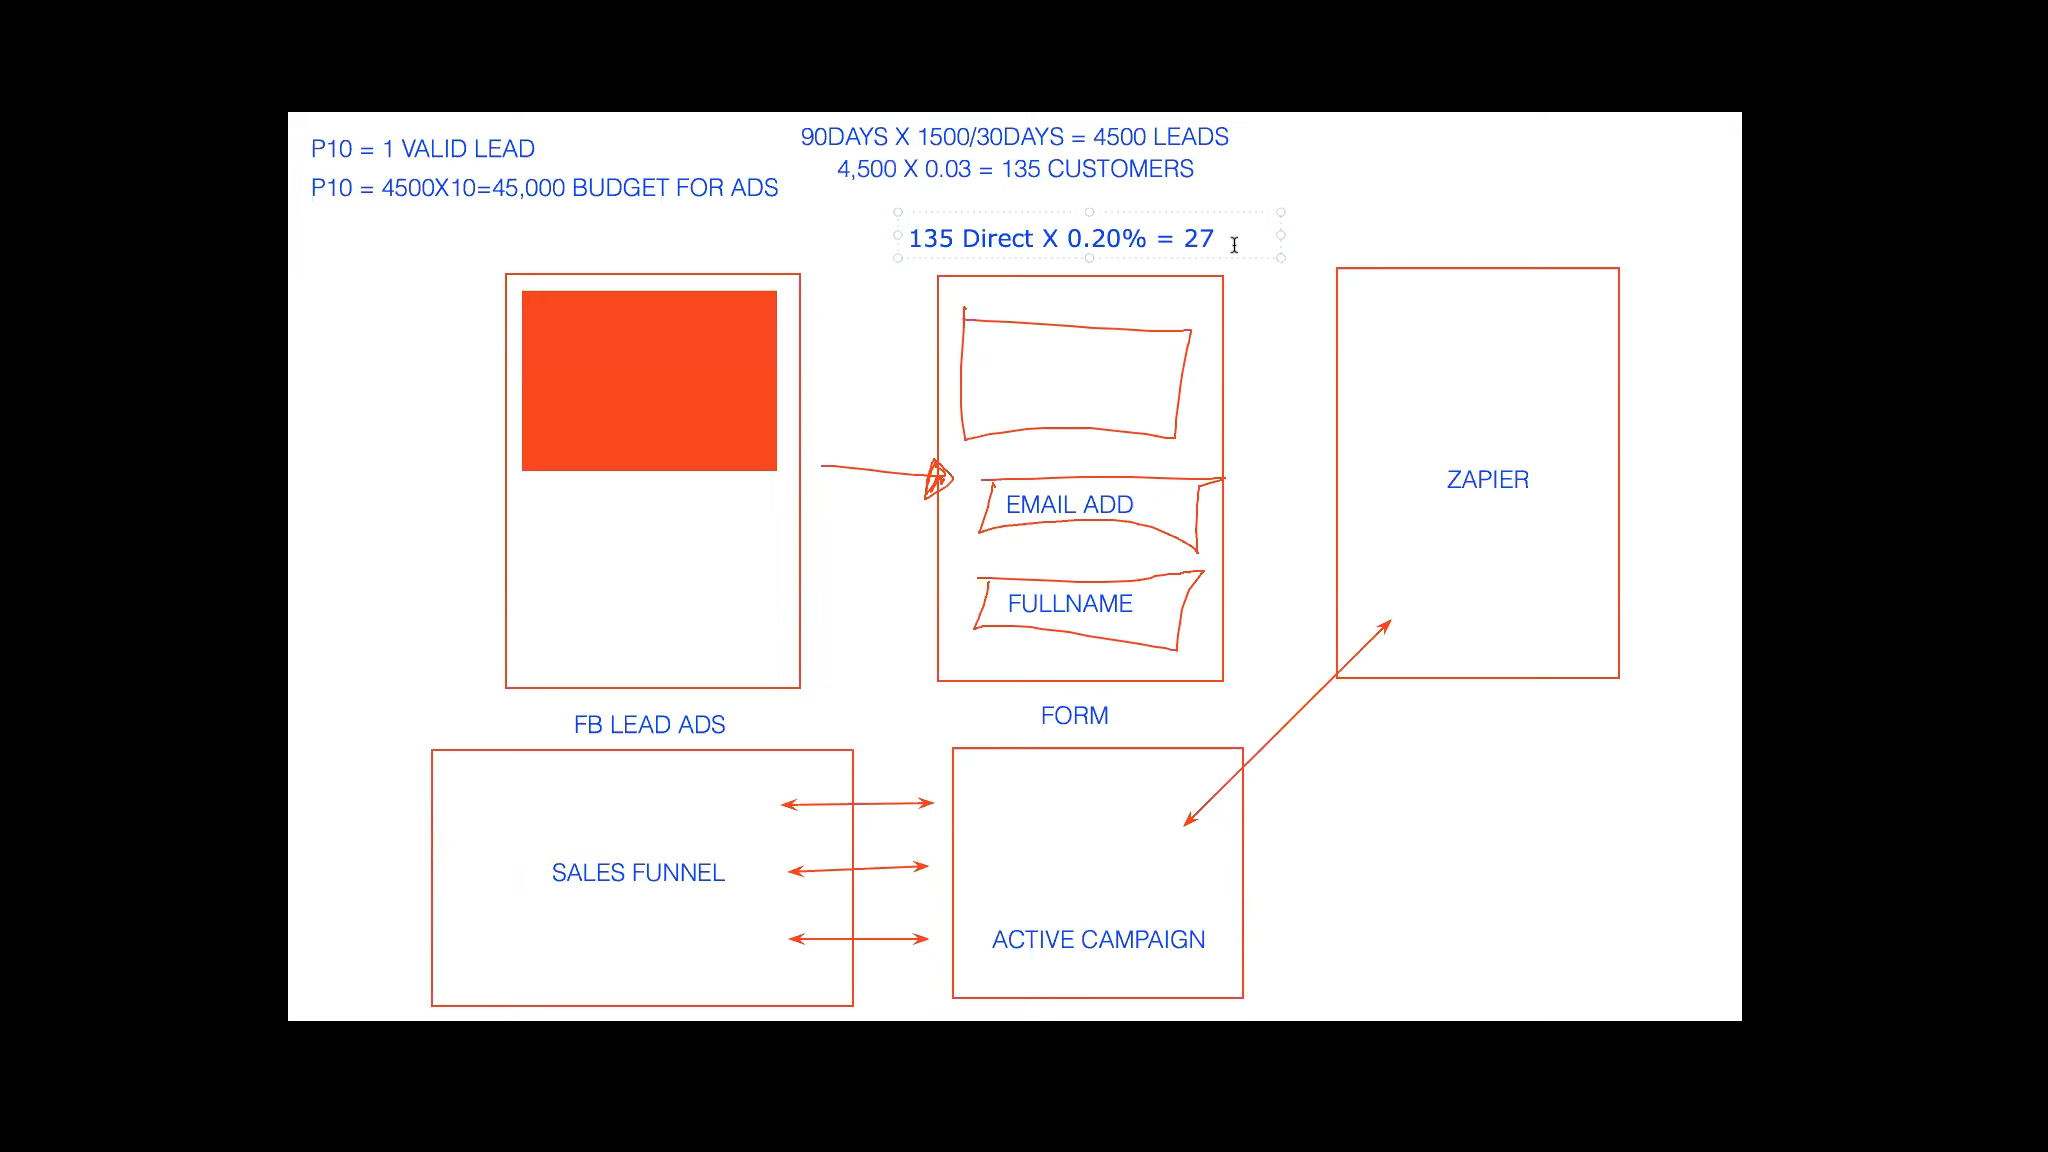 P10 = 1 VALID LEAD
P10 = 4500X10=45,000 BUDGET FOR ADS
90DAYS X 1500/30DAYS = 4500 LEADS
4,500 X 0.03 = 135 CUSTOMERS
135 Direct X 0.20% = 27
EMAIL ADD
FULLNAME
ZAPIER
FB LEAD ADS
FORM
SALES FUNNEL
ACTIVE CAMPAIGN